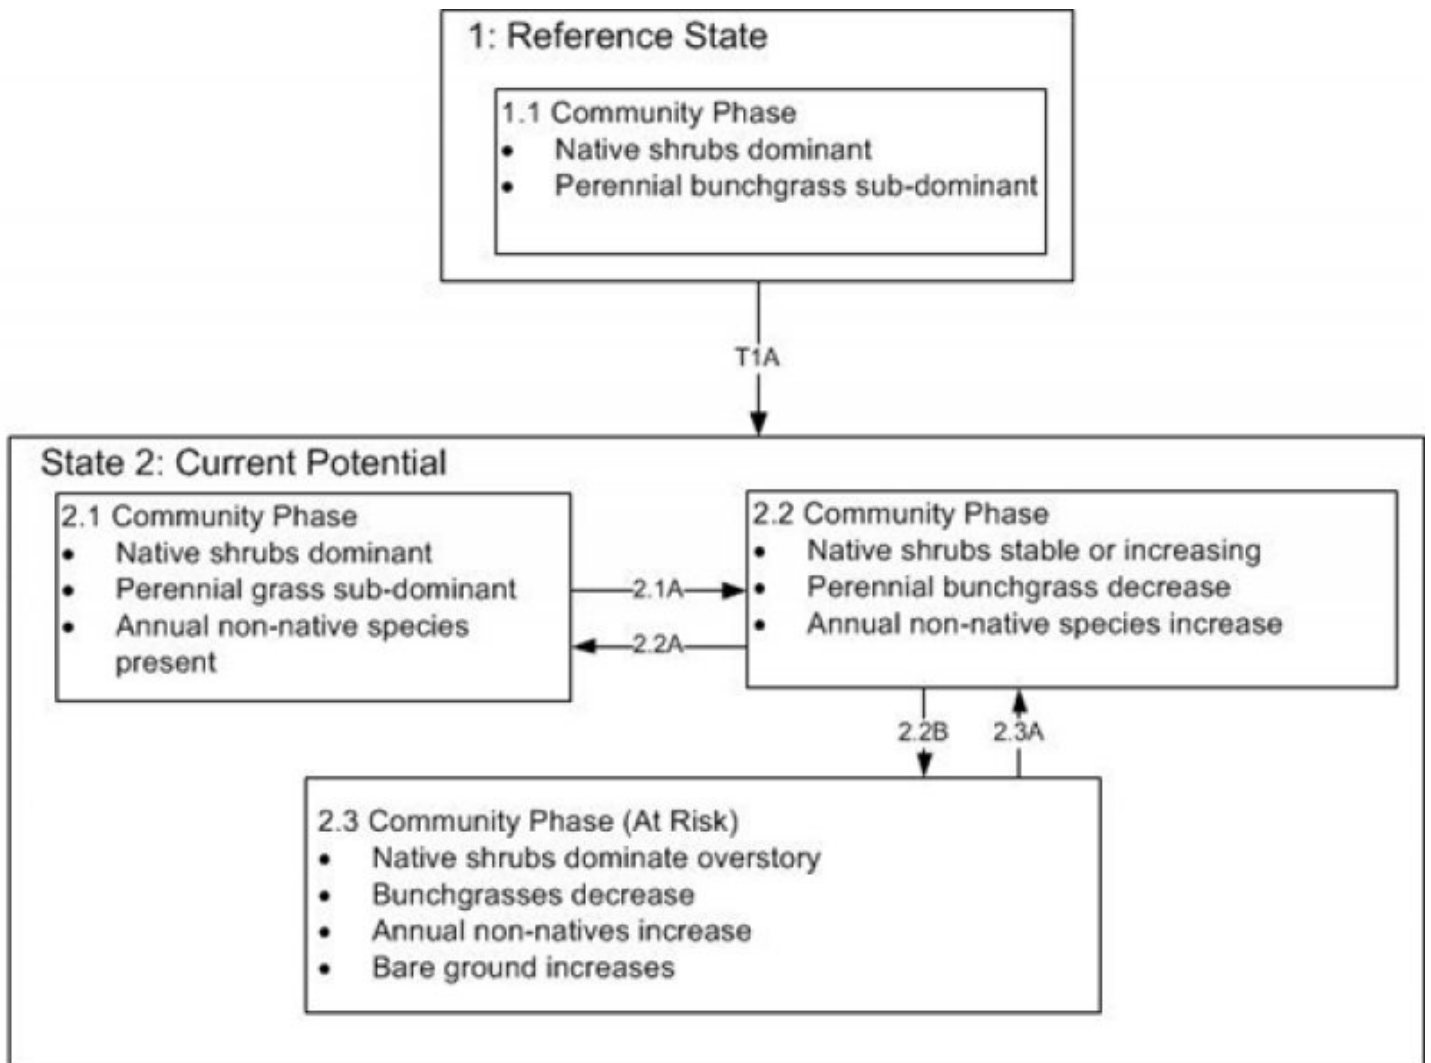 1: Reference State
1.1 Community Phase
• Native shrubs dominant
• Perennial bunchgrass sub-dominant
T1A
State 2: Current Potential
2.1 Community Phase
• Native shrubs dominant
• Perennial grass sub-dominant
• Annual non-native species
present
2.1A
2.2A
2.2 Community Phase
• Native shrubs stable or increasing
• Perennial bunchgrass decrease
• Annual non-native species increase
2.2B
2.3A
2.3 Community Phase (At Risk)
• Native shrubs dominate overstory
• Bunchgrasses decrease
• Annual non-natives increase
• Bare ground increases